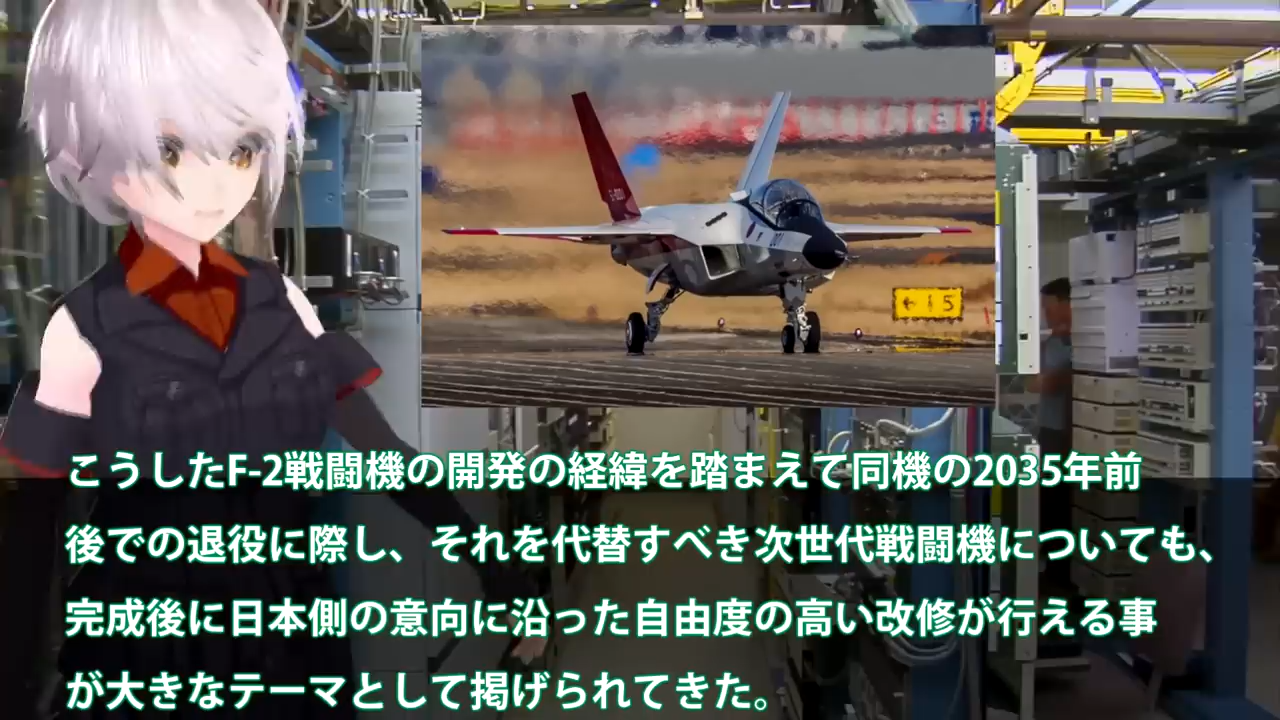 ← 15
001
こうしたF-2戦闘機の開発の経緯を踏まえて同機の2035年前
後での退役に際し、それを代替すべき次世代戦闘機についても、
完成後に日本側の意向に沿った自由度の高い改修が行える事
が大きなテーマとして掲げられてきた。